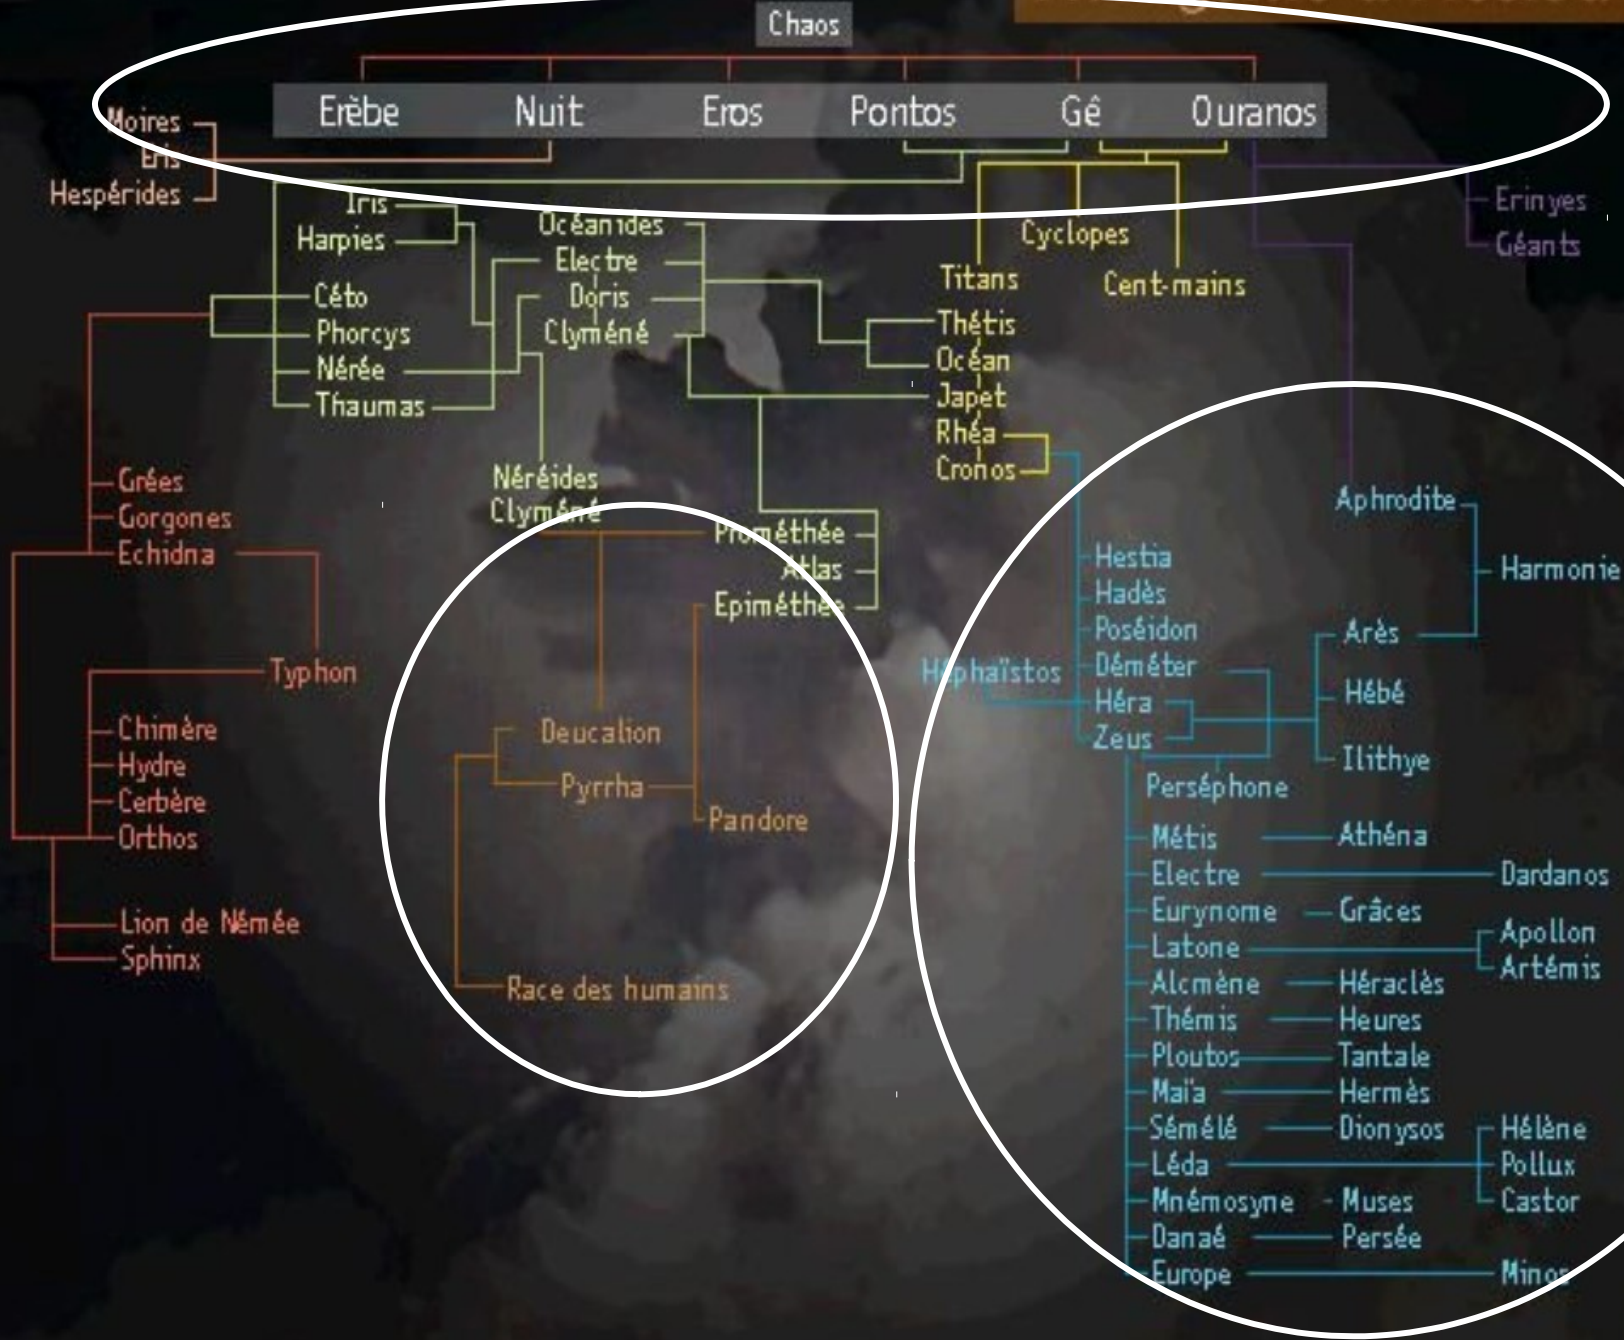 Chaos
Erèbe Nuit Eros Pontos Gê Ouranos
Moires
Eris
Hespérides
Iris
Harpies
Céto
Phorcys
Nérée
Thaumas
Océanides
Electre
Doris
Clyméné
Néréides
Clyméné
Cyclopes
Titans
Cent-mains
Thétis
Océan
Japet
Rhéa
Cronos
Erinyes
Géants
Grées
Gorgones
Echidna
Typhon
Chimère
Hydre
Cerbère
Orthos
Lion de Némée
Sphinx
Prométhée
Atlas
Epiméthée
Deucalion
Pyrrha
Pandore
Race des humains
Aphrodite
Harmonie
Hestia
Hadès
Poséidon
Déméter
Héphaïstos
Héra
Zeus
Arès
Hébé
Ilithye
Perséphone
Métis Athéna
Electre Dardanos
Eurynome Grâces
Latone Apollon
Artémis
Alcmène Héraclès
Thémis Heures
Ploutos Tantale
Maïa Hermès
Sémélé Dionysos
Hélène
Léda Pollux
Castor
Mnémosyne - Muses
Danaé Persée
Europe Minos